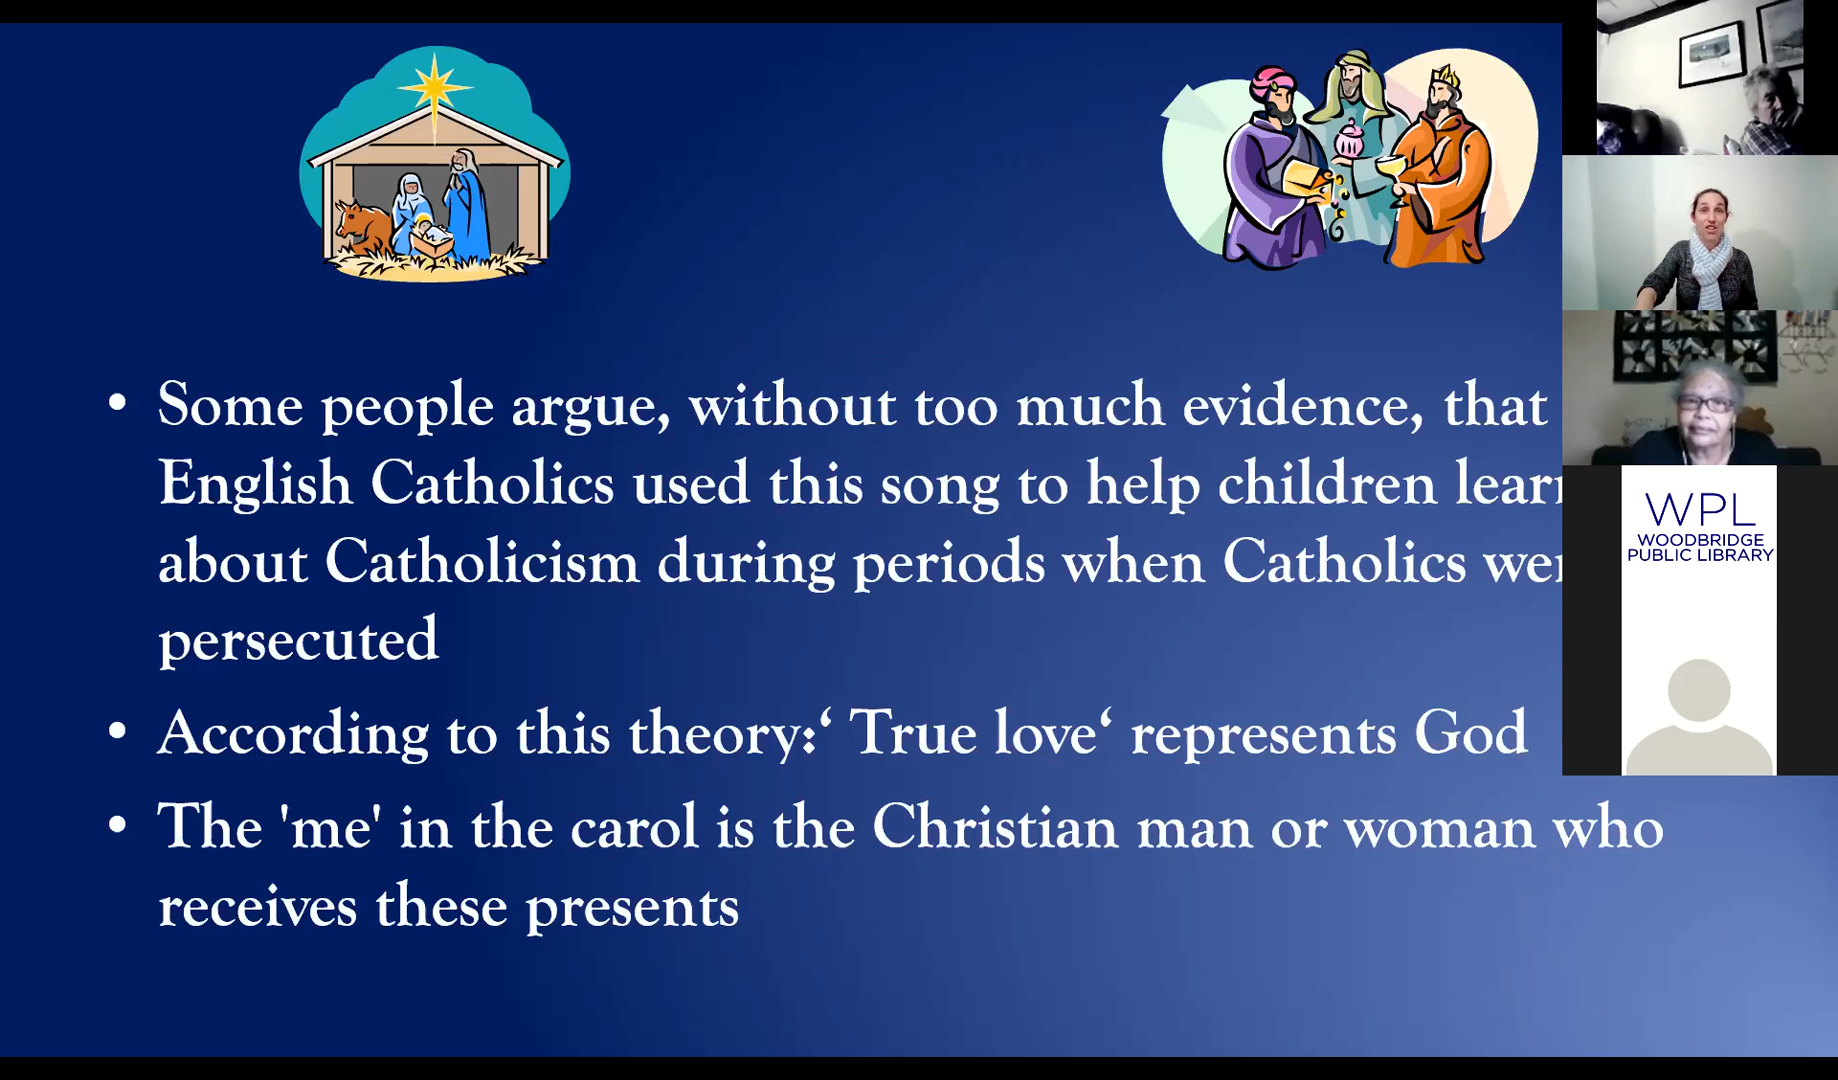 • Some people argue, without too much evidence, that
English Catholics used this song to help children
about Catholicism during periods when Catholics
persecuted
• According to this theory:‘ True love‘ represents God
• The 'me' in the carol is the Christian man or woman who
receives these presents
WPL
WOODBRIDGE
PUBLIC LIBRARY